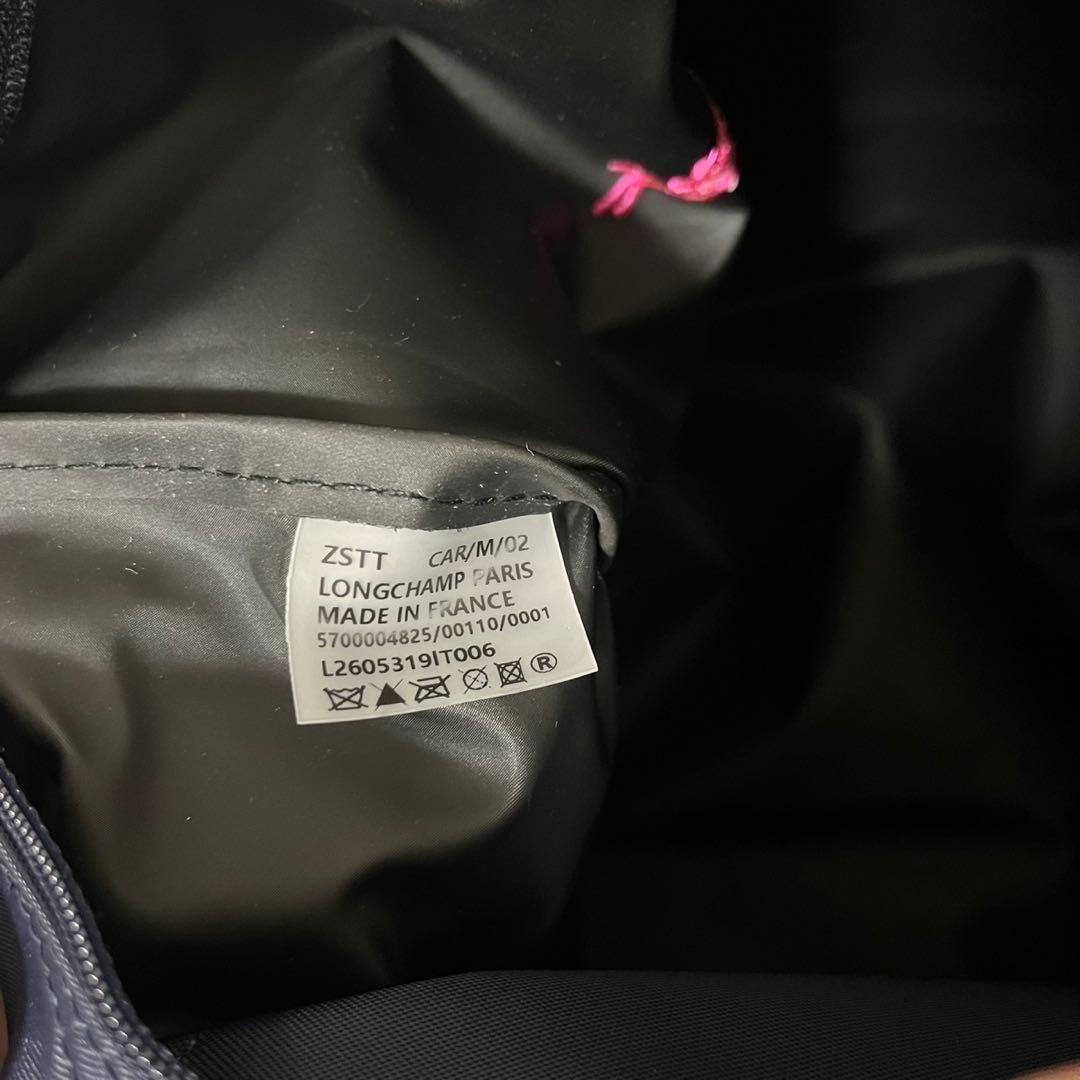 ZSTT CAR/M/02
LONGCHAMP PARIS
MADE IN FRANCE
5700004825/00110/0001
L2605319IT006
®